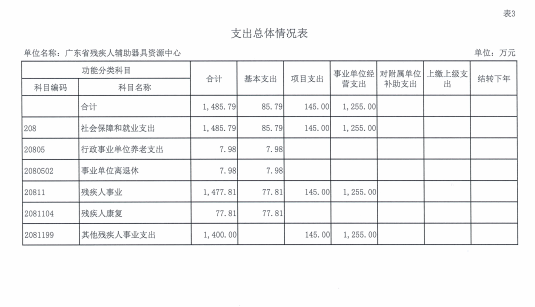 表3
支出总体情况表
单位名称：广东省残疾人辅助器具资源中心 单位：万元
功能分类科目 合计 基本支出 项目支出 事业单位经营支出 对附属单位补助支出 上缴上级支出 结转下年
科目编码 科目名称
合计 1,485.79 85.79 145.00 1,255.00
208 社会保障和就业支出 1,485.79 85.79 145.00 1,255.00
20805 行政事业单位养老支出 7.98 7.98
2080502 事业单位离退休 7.98 7.98
20811 残疾人事业 1,477.81 77.81 145.00 1,255.00
2081104 残疾人康复 77.81 77.81
2081199 其他残疾人事业支出 1,400.00 145.00 1,255.00